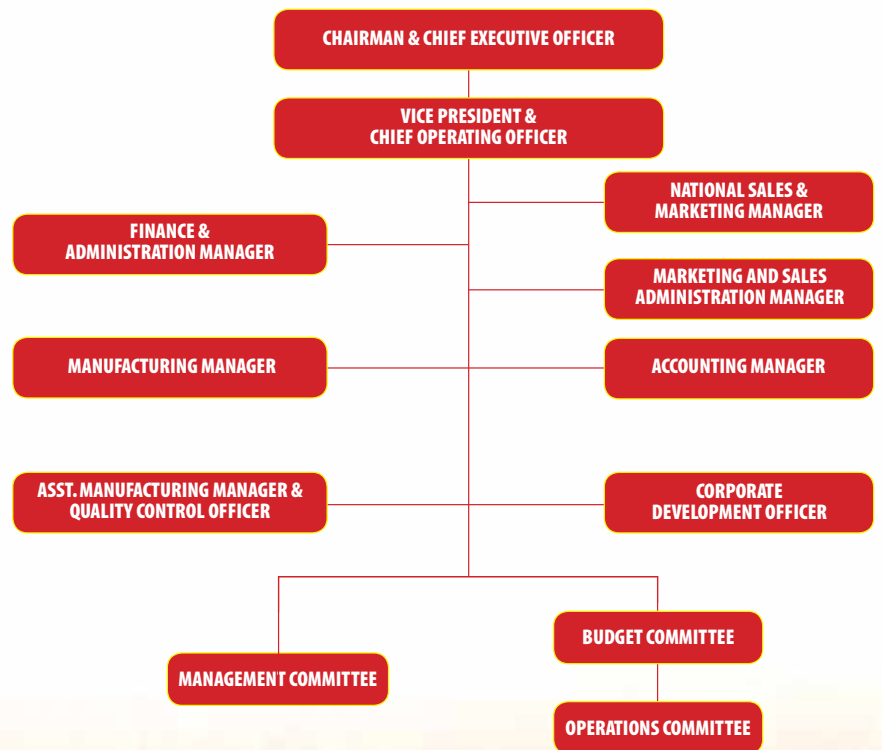 CHAIRMAN & CHIEF EXECUTIVE OFFICER
VICE PRESIDENT &
CHIEF OPERATING OFFICER
NATIONAL SALES &
MARKETING MANAGER
FINANCE &
ADMINISTRATION MANAGER
MARKETING AND SALES
ADMINISTRATION MANAGER
MANUFACTURING MANAGER
ACCOUNTING MANAGER
ASST. MANUFACTURING MANAGER &
QUALITY CONTROL OFFICER
CORPORATE
DEVELOPMENT OFFICER
BUDGET COMMITTEE
MANAGEMENT COMMITTEE
OPERATIONS COMMITTEE